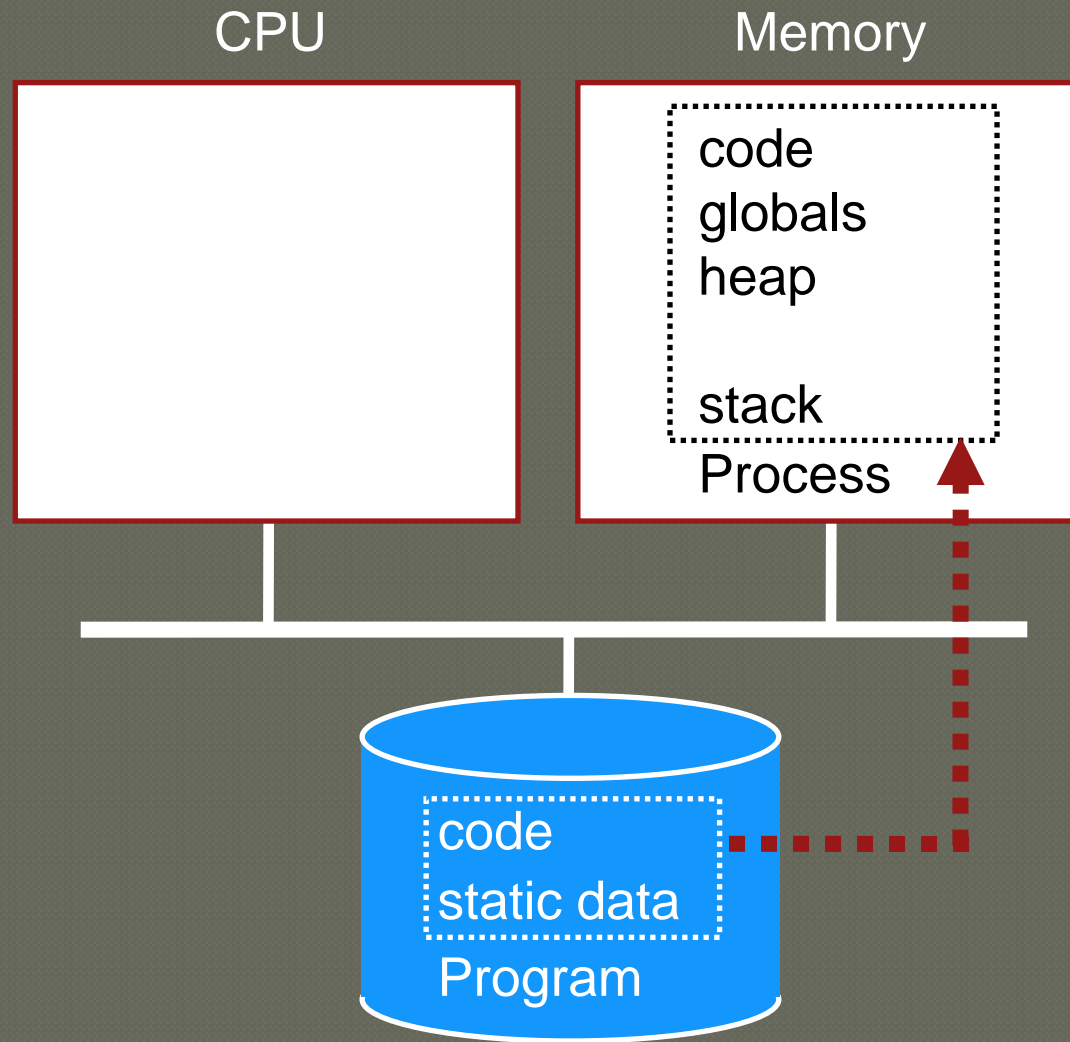 CPU
Memory
code
globals
heap
stack
Process
code
static data
Program